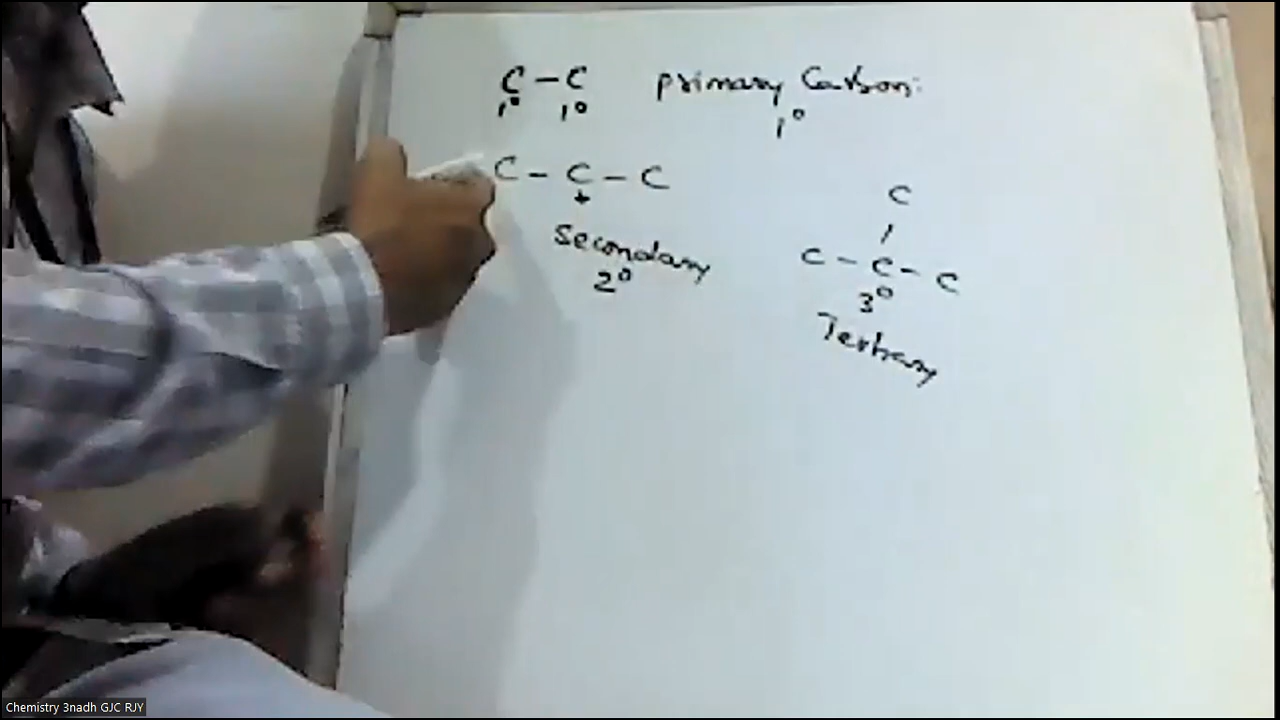 C - C primary Carbon:
1° 1° 1°
C - C - C
Secondary
2°
C
C - C - C
3°
Tertiary
Chemistry 3nadh GJC RJY